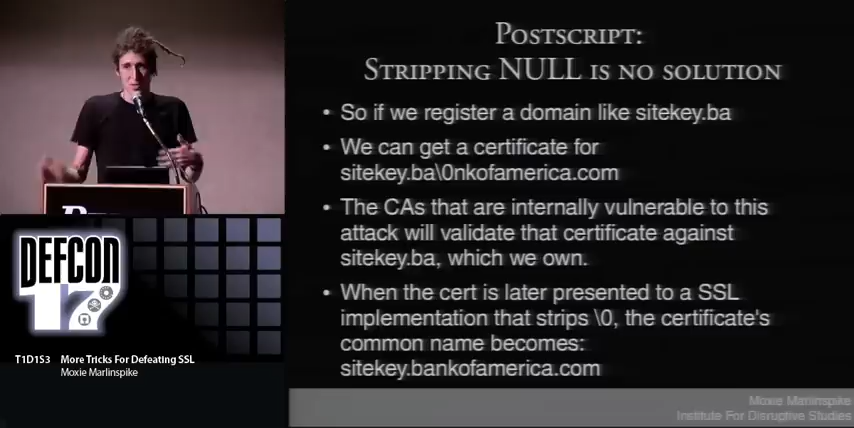 POSTSCRIPT:
STRIPPING NULL IS NO SOLUTION
• So if we register a domain like sitekey.ba
• We can get a certificate for
sitekey.ba\0nkofamerica.com
• The CAs that are internally vulnerable to this
attack will validate that certificate against
sitekey.ba, which we own.
• When the cert is later presented to a SSL
implementation that strips \0, the certificate's
common name becomes:
sitekey.bankofamerica.com
Moxie Marlinspike
Institute For Disruptive Studies
DEFCON
17
T1D1S3 More Tricks For Defeating SSL
Moxie Marlinspike